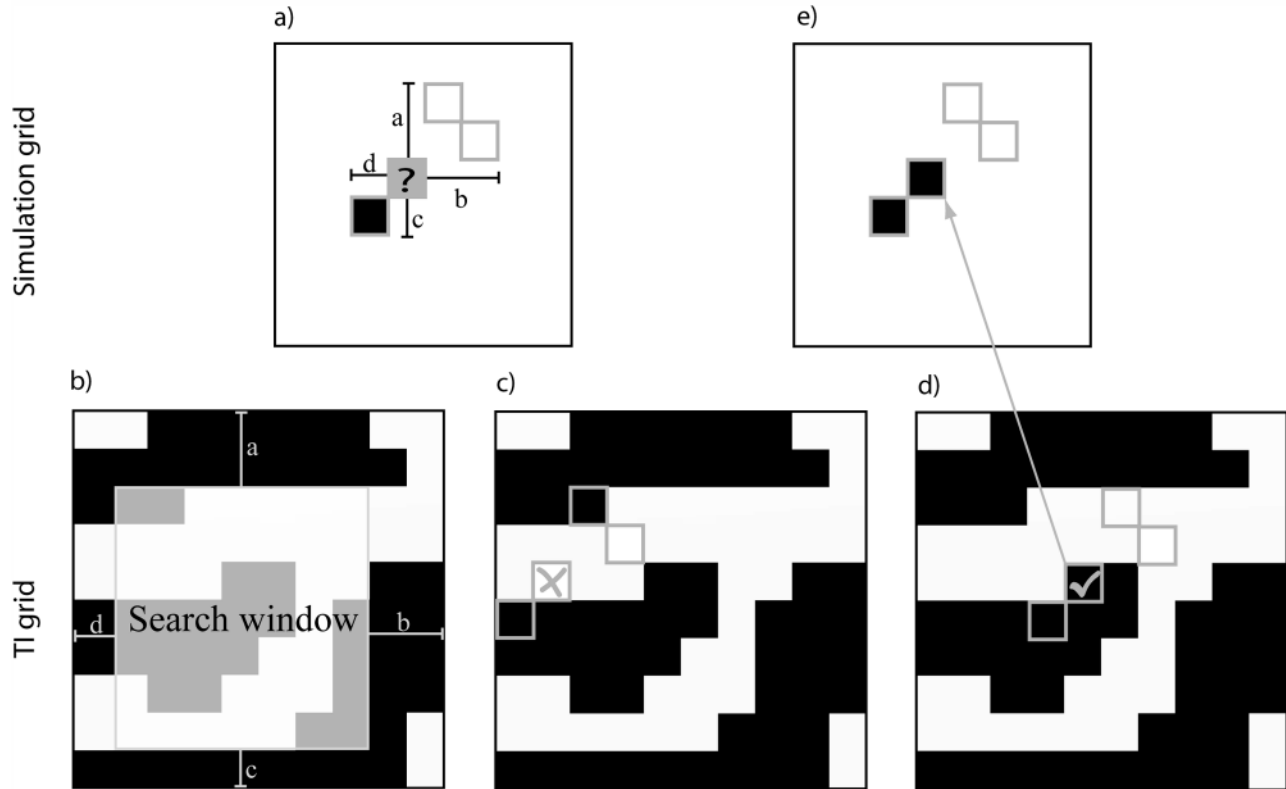 a)
e)
Simulation grid
a
d
?
b
c
b)
c)
d)
TI grid
a
Search window
d
b
c